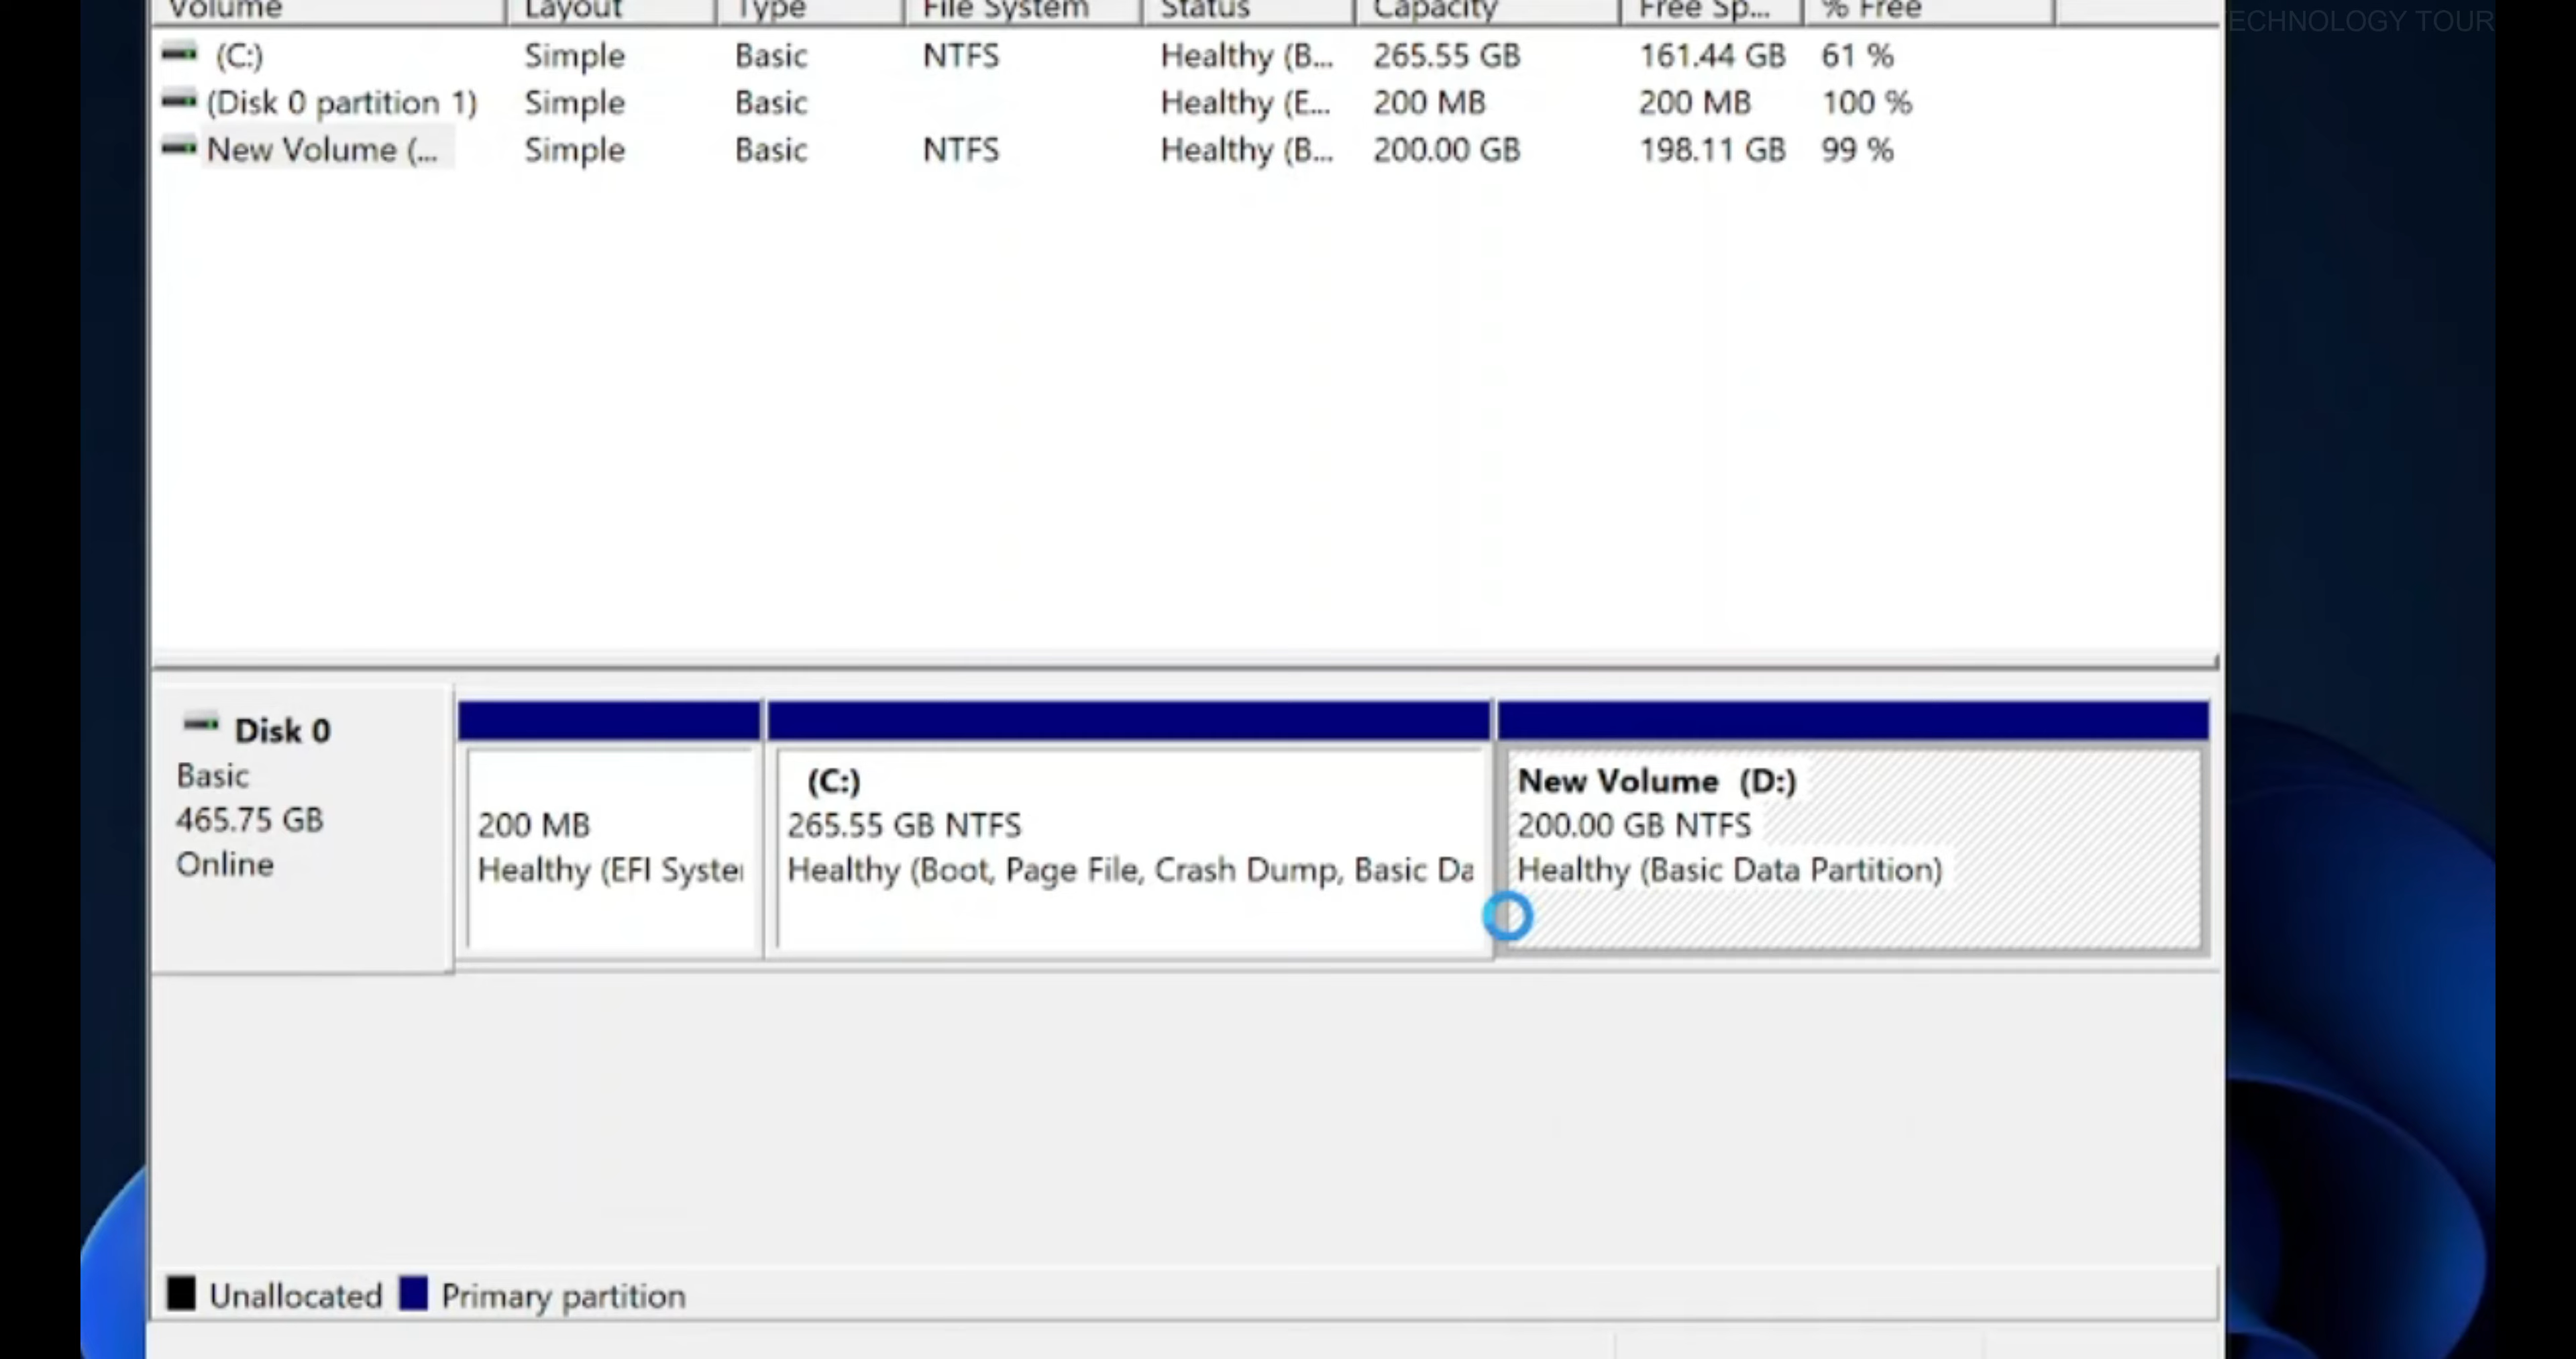 Volume Layout Type File System Status Capacity Free Sp... % Free
ECHNOLOGY TOUR
(C:) Simple Basic NTFS Healthy (B... 265.55 GB 161.44 GB 61 %
(Disk 0 partition 1) Simple Basic Healthy (E... 200 MB 200 MB 100 %
New Volume (... Simple Basic NTFS Healthy (B... 200.00 GB 198.11 GB 99 %
Disk 0
Basic
465.75 GB
Online
200 MB
Healthy (EFI Syster
(C:)
265.55 GB NTFS
Healthy (Boot, Page File, Crash Dump, Basic Da
New Volume (D:)
200.00 GB NTFS
Healthy (Basic Data Partition)
Unallocated Primary partition